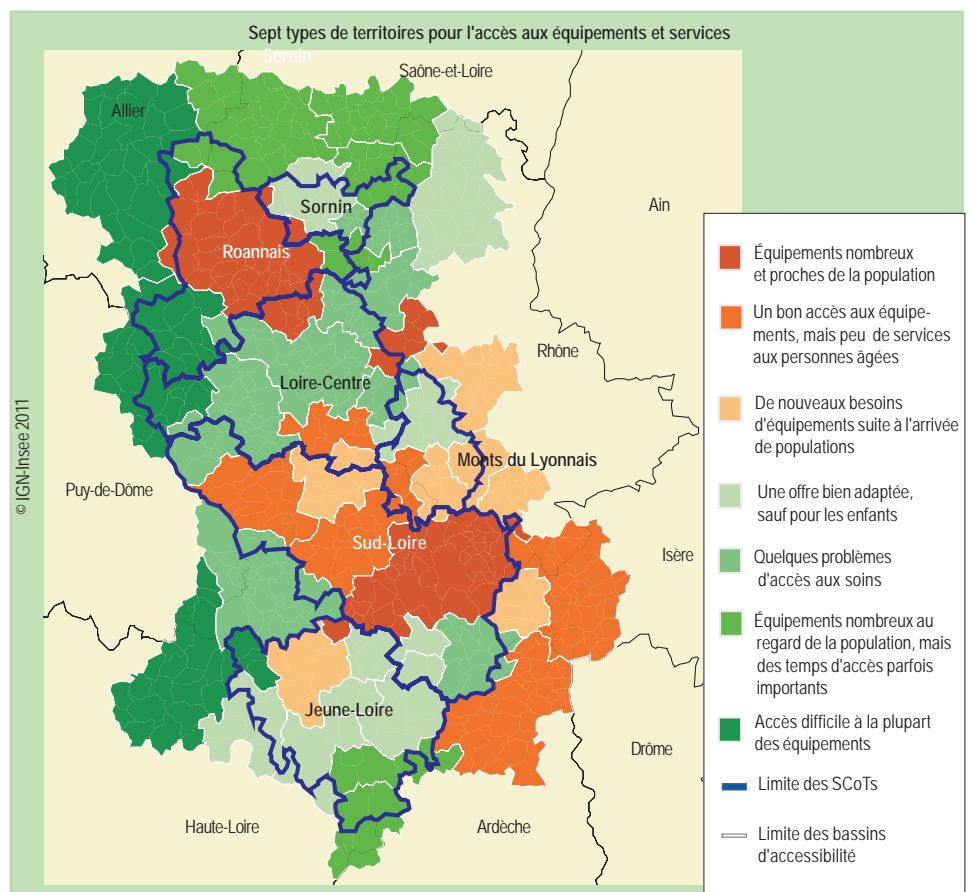 Sept types de territoires pour l'accès aux équipements et services
Sornin
Saône-et-Loire
Allier
Ain
Sornin
Roannais
Rhône
Loire-Centre
Monts du Lyonnais
Puy-de-Dôme
Sud-Loire
Isère
Jeune-Loire
Drôme
Haute-Loire
Ardèche
© IGN-Insee 2011
Équipements nombreux
et proches de la population
Un bon accès aux équipe-
ments, mais peu de services
aux personnes âgées
De nouveaux besoins
d'équipements suite à l'arrivée
de populations
Une offre bien adaptée,
sauf pour les enfants
Quelques problèmes
d'accès aux soins
Équipements nombreux au
regard de la population, mais
des temps d'accès parfois
importants
Accès difficile à la plupart
des équipements
Limite des SCoTs
Limite des bassins
d'accessibilité